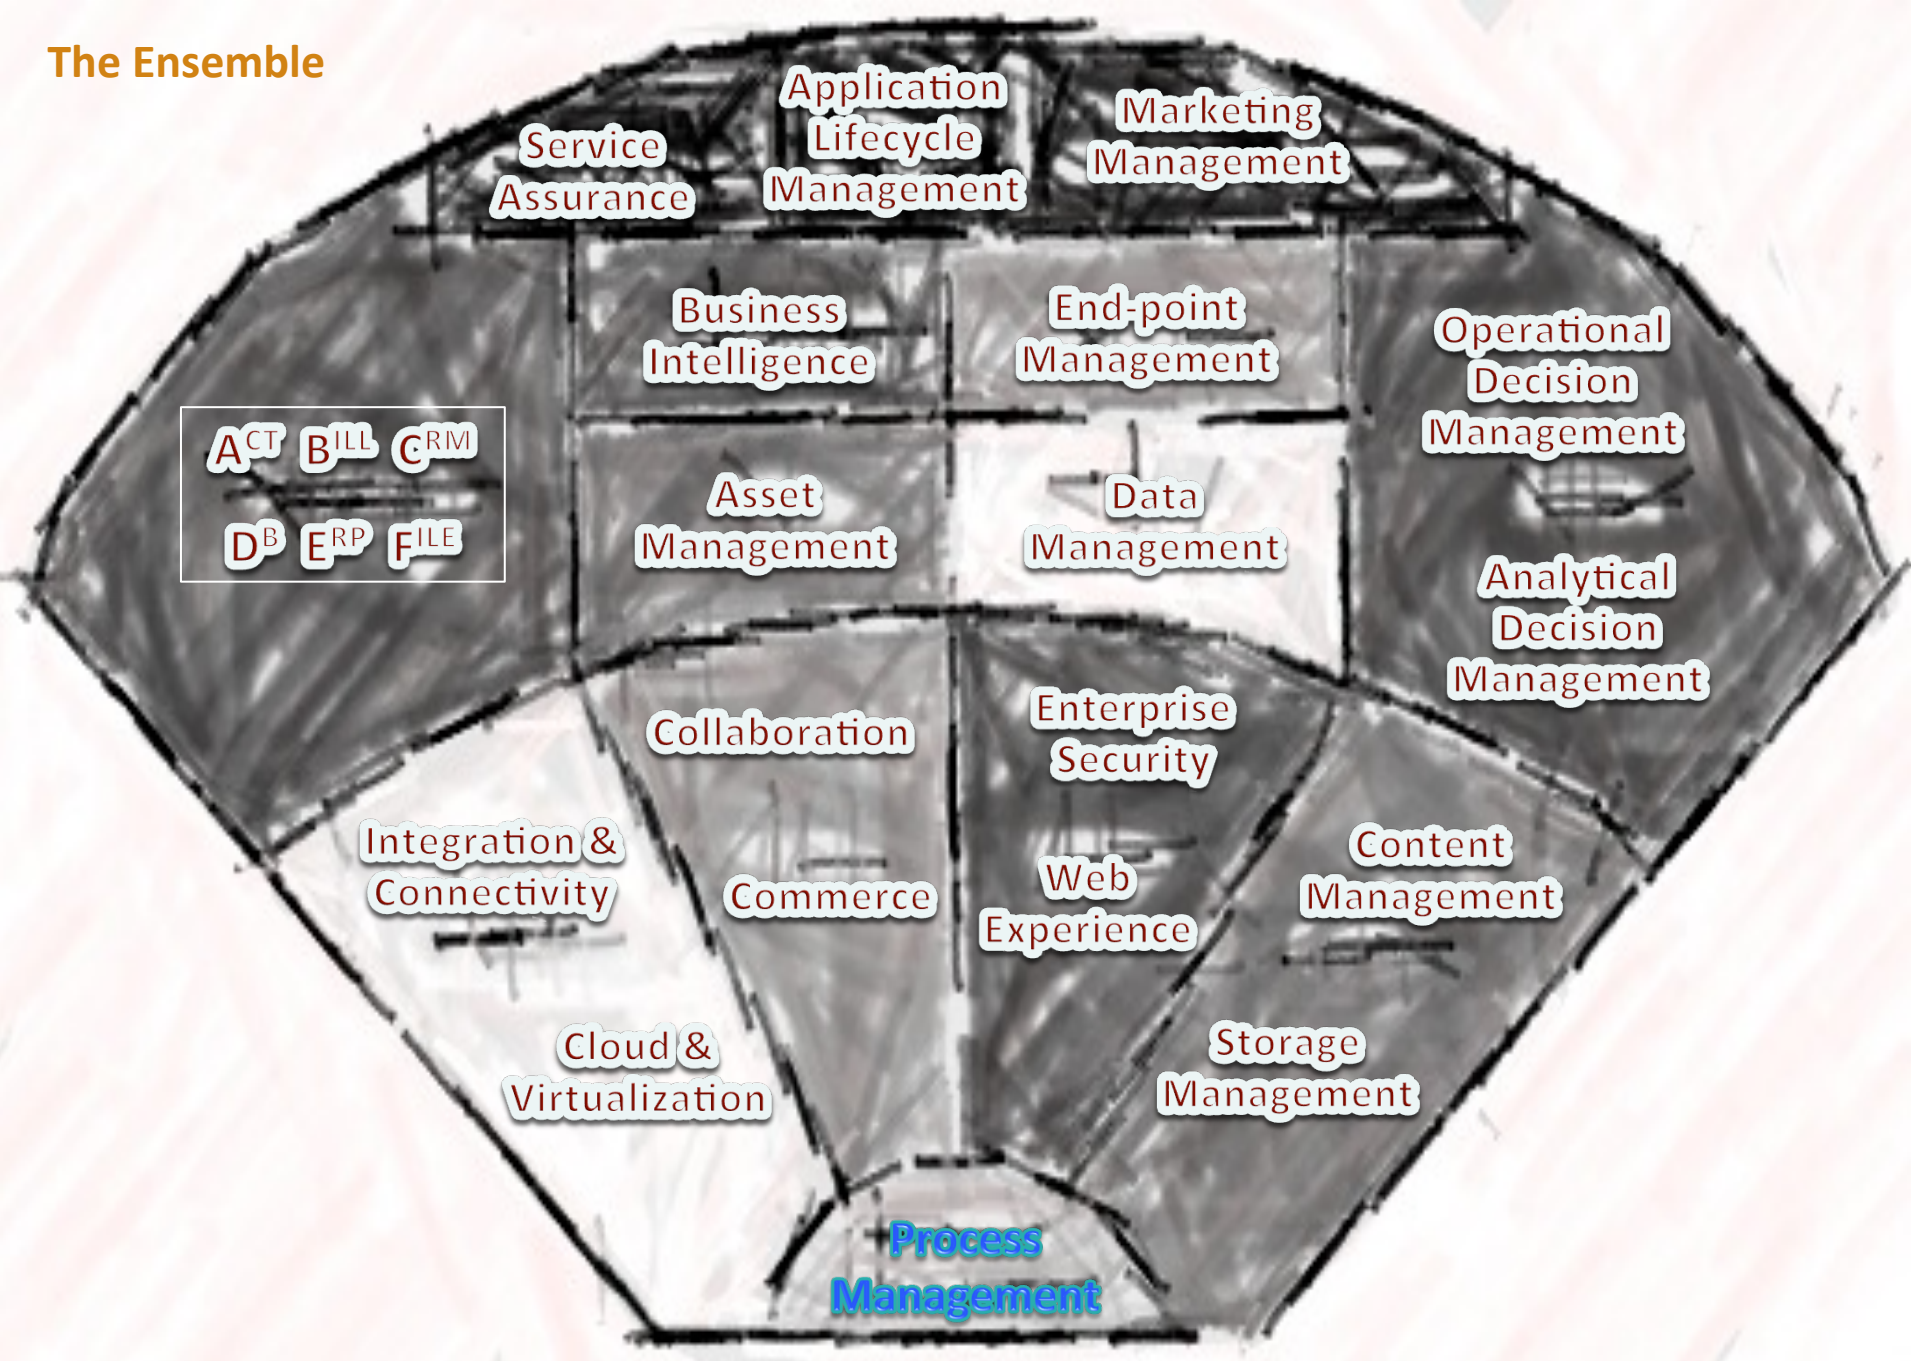 The Ensemble
Service
Assurance
Application
Lifecycle
Management
Marketing
Management
Business
Intelligence
End-point
Management
Operational
Decision
Management
ACT BILL CRM
DB ERP FILE
Asset
Management
Data
Management
Analytical
Decision
Management
Collaboration
Enterprise
Security
Integration &
Connectivity
Commerce
Web
Experience
Content
Management
Cloud &
Virtualization
Storage
Management
Process
Management